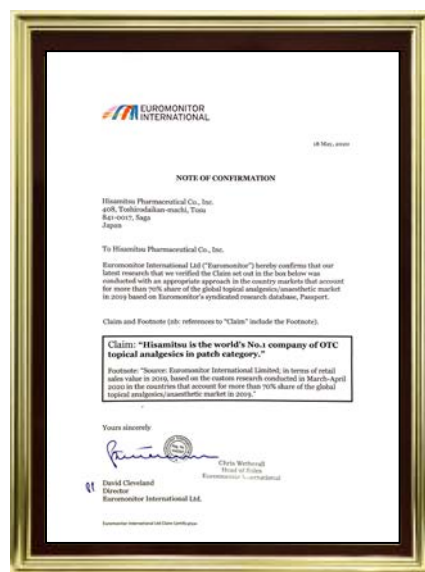 EUROMONITOR
INTERNATIONAL
18 May, 2020
NOTE OF CONFIRMATION
Hisamitsu Pharmaceutical Co., Inc.
408, Toshirodaikan-machi, Tosu
841-0017, Saga
Japan
To Hisamitsu Pharmaceutical Co., Inc.
Euromonitor International Ltd ("Euromonitor") hereby confirms that our
latest research that we verified the Claim set out in the box below was
conducted with an appropriate approach in the country markets that account
for more than 70% share of the global topical analgesics/anaesthetic market
in 2019 based on Euromonitor's syndicated research database, Passport.
Claim and Footnote (nb: references to "Claim" include the Footnote).
Claim: "Hisamitsu is the world's No.1 company of OTC
topical analgesics in patch category."
Footnote: "Source: Euromonitor International Limited; in terms of retail
sales value in 2019, based on the custom research conducted in March-April
2020 in the countries that account for more than 70% share of the global
topical analgesics/anaesthetic market in 2019."
Yours sincerely
Chris Wetherall
Head of Sales
Euromonitor International
PP David Cleveland
Director
Euromonitor International Ltd.
Euromonitor International Ltd Claim Certification